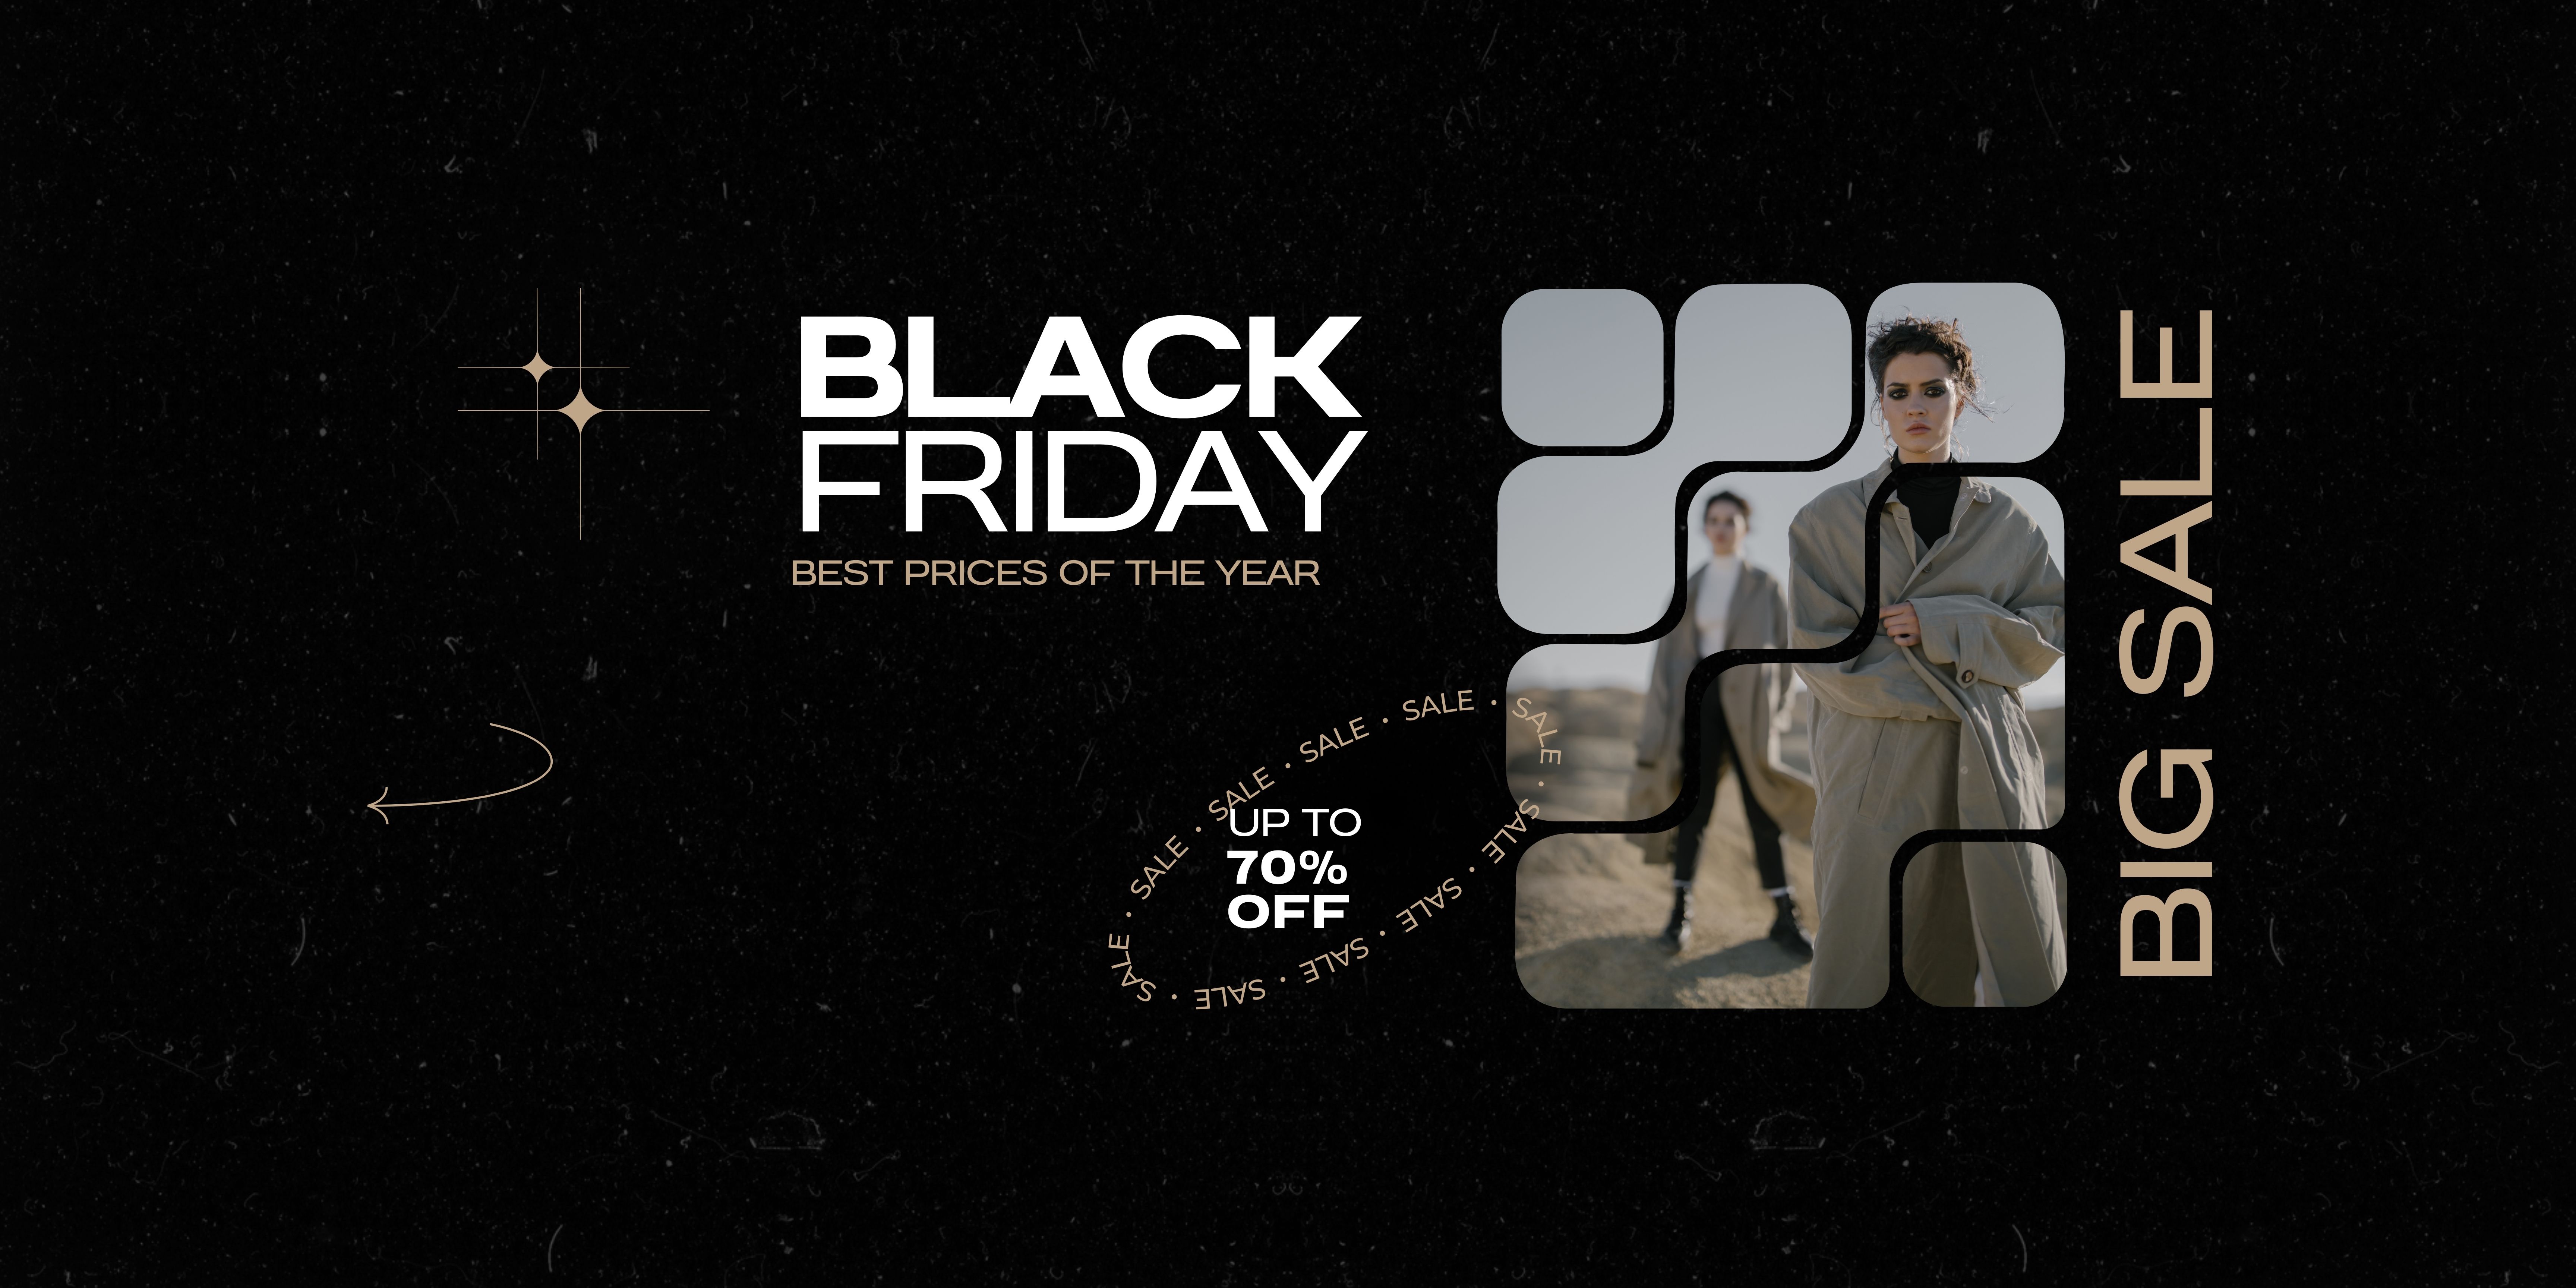 BLACK
FRIDAY
BEST PRICES OF THE YEAR
UP TO
70%
OFF
SALE • SALE • SALE • SALE • SALE • SALE • SALE • SALE • SALE • SALE •
BIG SALE